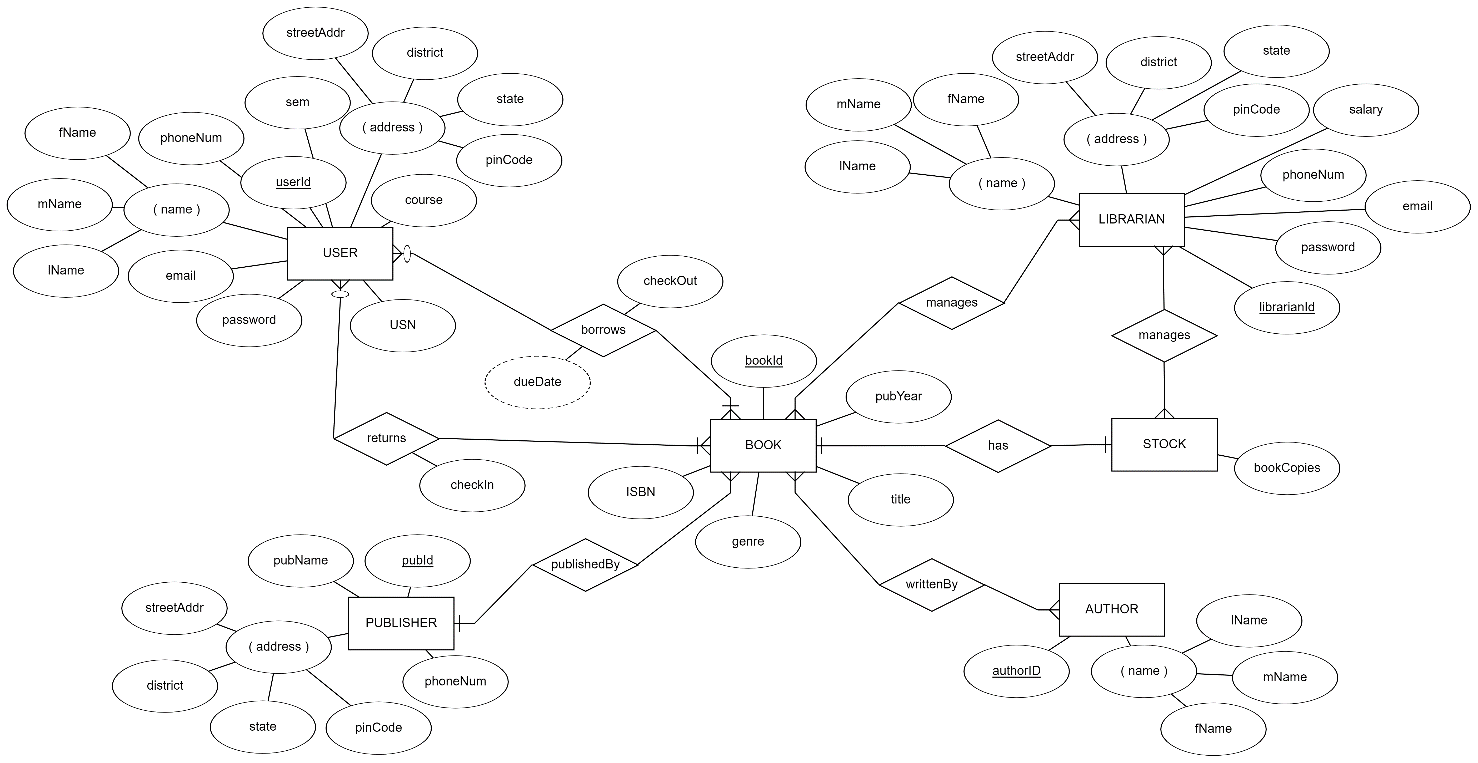 streetAddr
district
sem
state
( address )
fName
phoneNum
pinCode
userId
mName
( name )
course
lName
email
USER
password
USN
streetAddr
district
state
mName
fName
pinCode
salary
( address )
lName
( name )
phoneNum
LIBRARIAN
email
password
librarianId
checkOut
borrows
dueDate
manages
manages
bookId
pubYear
returns
BOOK
has
STOCK
checkIn
ISBN
title
bookCopies
genre
pubName
pubId
publishedBy
streetAddr
PUBLISHER
( address )
district
phoneNum
state
pinCode
writtenBy
AUTHOR
lName
authorID
( name )
mName
fName